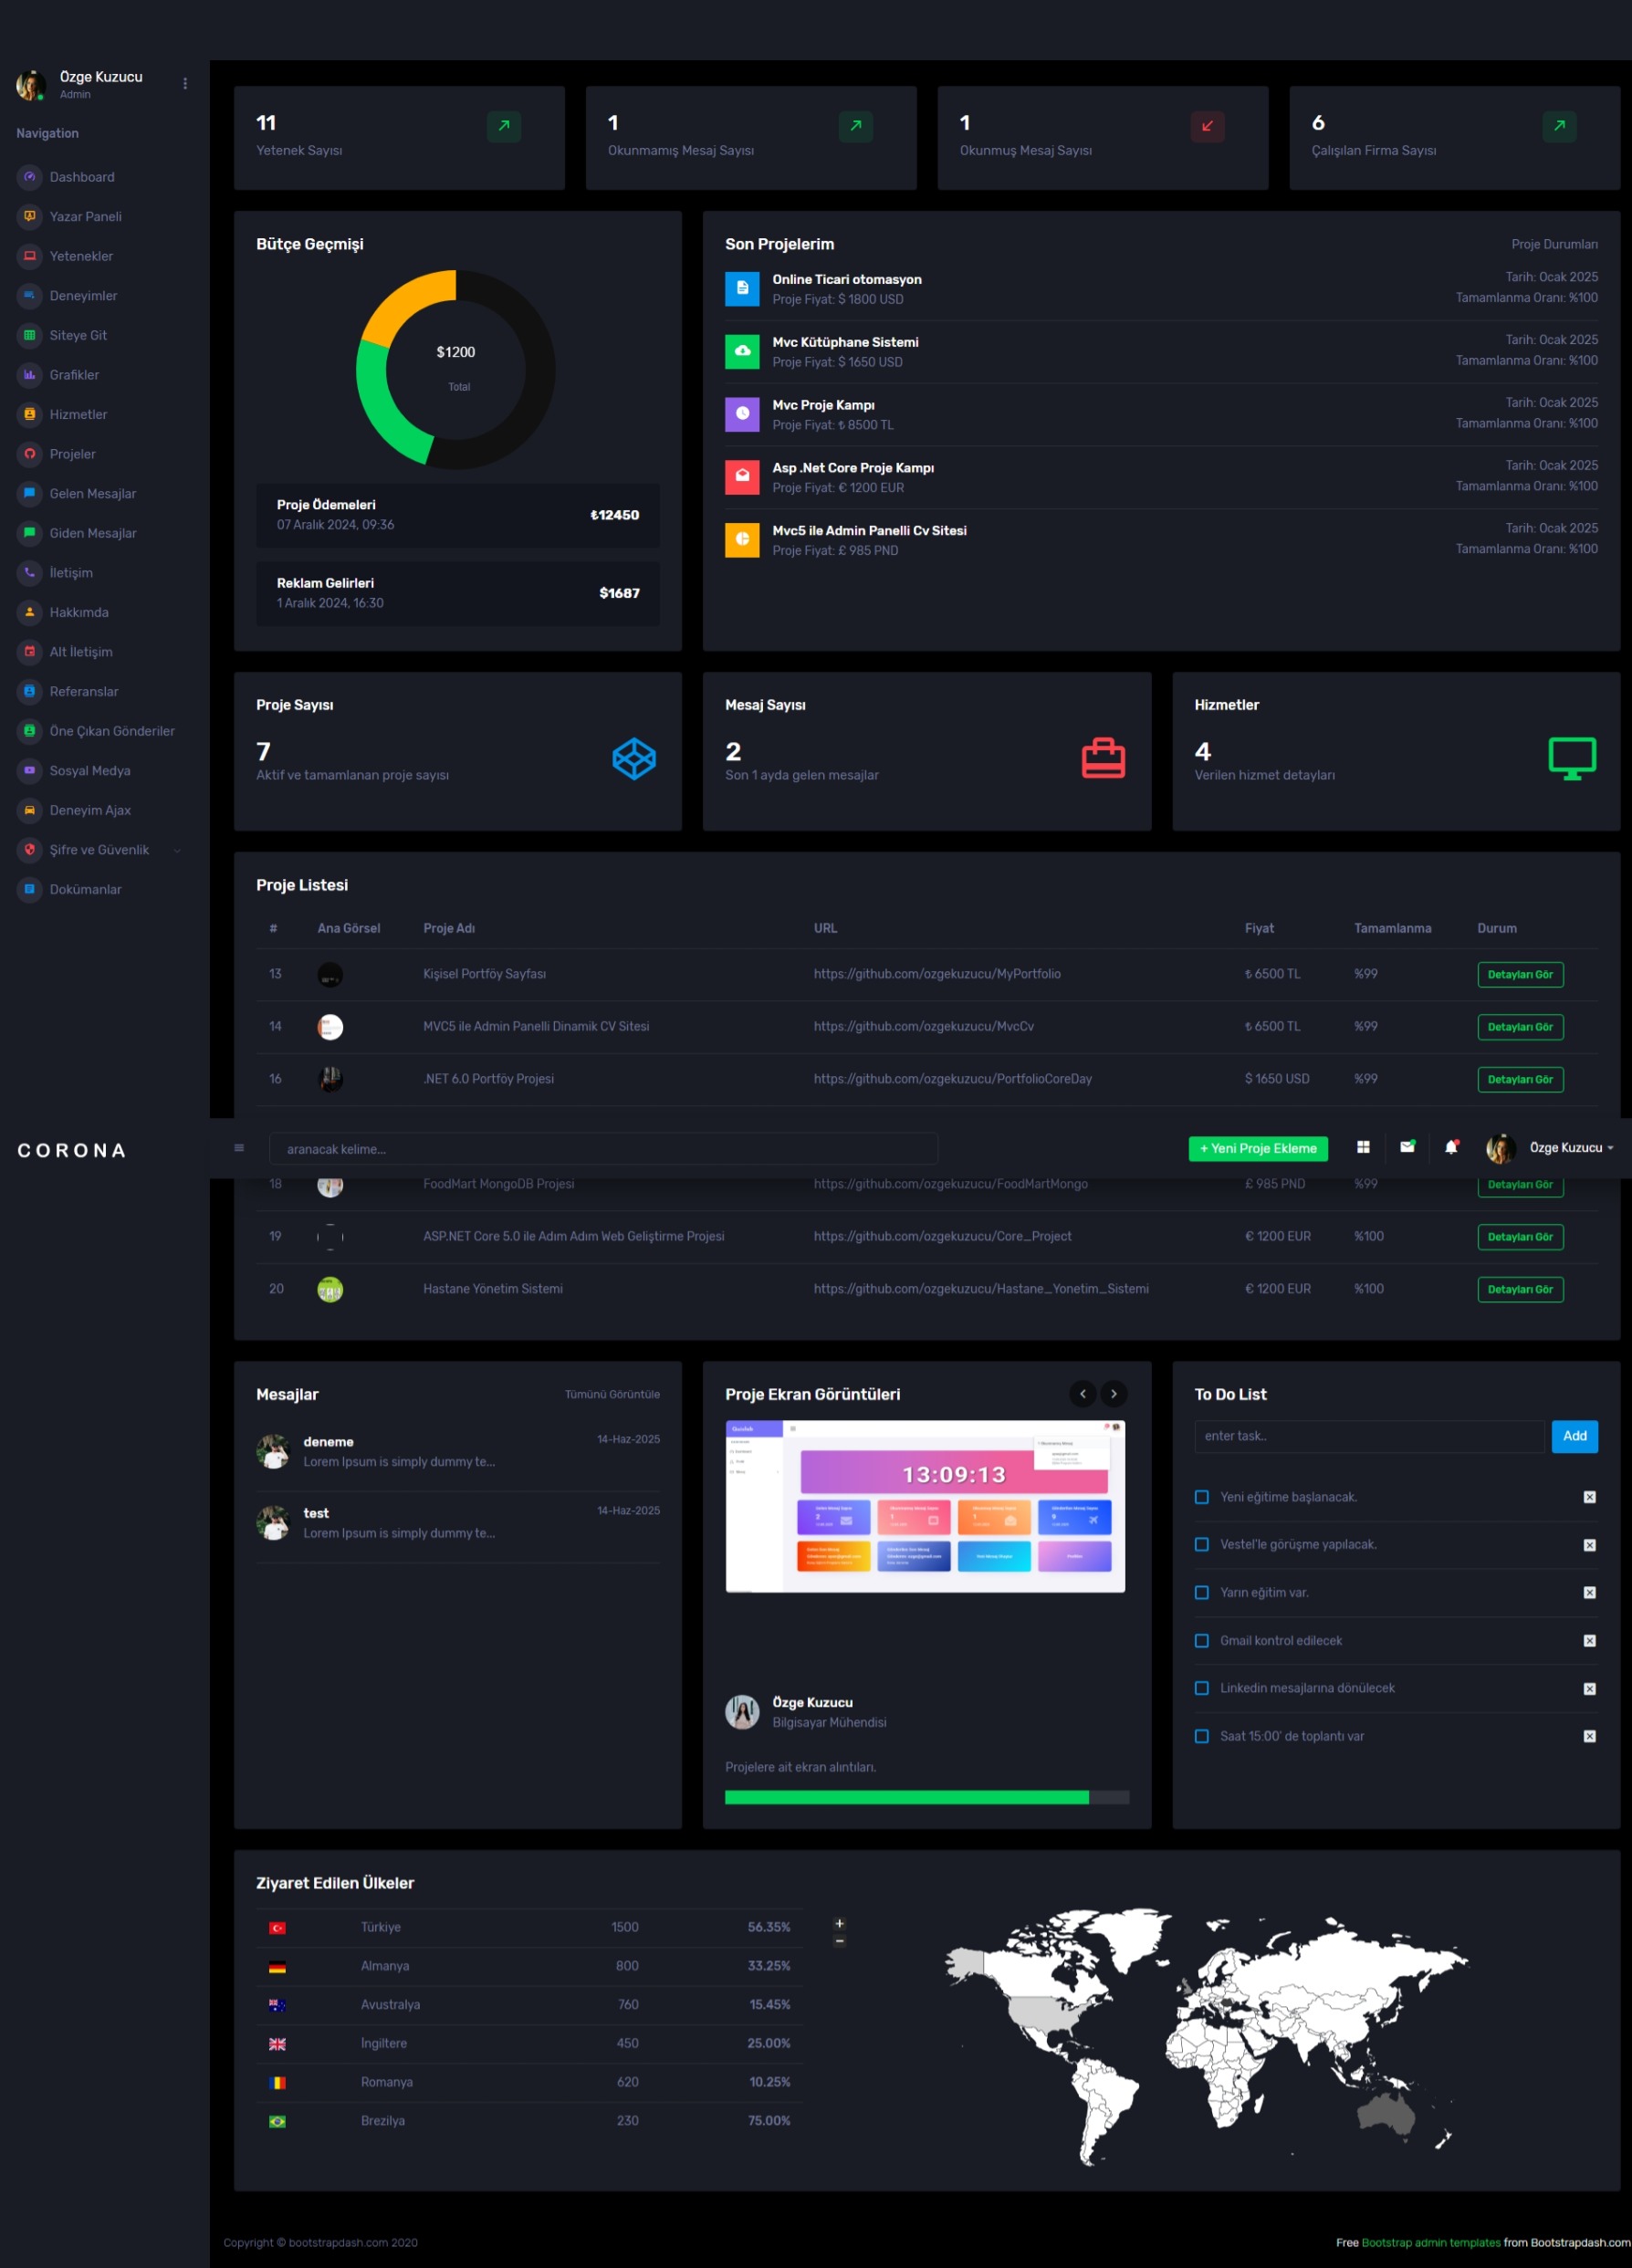 Özge Kuzucu
Admin
Navigation
Dashboard
Yazar Paneli
Yetenekler
Deneyimler
Siteye Git
Grafikler
Hizmetler
Projeler
Gelen Mesajlar
Giden Mesajlar
İletişim
Hakkımda
Alt İletişim
Referanslar
Öne Çıkan Gönderiler
Sosyal Medya
Deneyim Ajax
Şifre ve Güvenlik
Dokümanlar
11
Yetenek Sayısı
1
Okunmamış Mesaj Sayısı
1
Okunmuş Mesaj Sayısı
6
Çalışılan Firma Sayısı
Bütçe Geçmişi
$1200
Total
Proje Ödemeleri
07 Aralık 2024, 09:36
₺12450
Reklam Gelirleri
1 Aralık 2024, 16:30
$1687
Son Projelerim
Proje Durumları
Online Ticari otomasyon
Proje Fiyat: $ 1800 USD
Tarih: Ocak 2025
Tamamlanma Oranı: %100
Mvc Kütüphane Sistemi
Proje Fiyat: $ 1650 USD
Tarih: Ocak 2025
Tamamlanma Oranı: %100
Mvc Proje Kampı
Proje Fiyat: ₺ 8500 TL
Tarih: Ocak 2025
Tamamlanma Oranı: %100
Asp .Net Core Proje Kampı
Proje Fiyat: € 1200 EUR
Tarih: Ocak 2025
Tamamlanma Oranı: %100
Mvc5 ile Admin Panelli Cv Sitesi
Proje Fiyat: £ 985 PND
Tarih: Ocak 2025
Tamamlanma Oranı: %100
Proje Sayısı
7
Aktif ve tamamlanan proje sayısı
Mesaj Sayısı
2
Son 1 ayda gelen mesajlar
Hizmetler
4
Verilen hizmet detayları
Proje Listesi
# Ana Görsel Proje Adı URL Fiyat Tamamlanma Durum
13 Kişisel Portföy Sayfası https://github.com/ozgekuzucu/MyPortfolio ₺ 6500 TL %99 Detayları Gör
14 MVC5 ile Admin Panelli Dinamik CV Sitesi https://github.com/ozgekuzucu/MvcCv ₺ 6500 TL %99 Detayları Gör
16 .NET 6.0 Portföy Projesi https://github.com/ozgekuzucu/PortfolioCoreDay $ 1650 USD %99 Detayları Gör
CORONA
aranacak kelime...
+ Yeni Proje Ekleme
Özge Kuzucu
18 FoodMart MongoDB Projesi https://github.com/ozgekuzucu/FoodMartMongo £ 985 PND %99 Detayları Gör
19 ASP.NET Core 5.0 ile Adım Adım Web Geliştirme Projesi https://github.com/ozgekuzucu/Core_Project € 1200 EUR %100 Detayları Gör
20 Hastane Yönetim Sistemi https://github.com/ozgekuzucu/Hastane_Yonetim_Sistemi € 1200 EUR %100 Detayları Gör
Mesajlar
Tümünü Görüntüle
deneme
14-Haz-2025
Lorem Ipsum is simply dummy te...
test
14-Haz-2025
Lorem Ipsum is simply dummy te...
Proje Ekran Görüntüleri
13:09:13
Özge Kuzucu
Bilgisayar Mühendisi
Projelere ait ekran alıntıları.
To Do List
enter task..
Add
Yeni eğitime başlanacak.
Vestel'le görüşme yapılacak.
Yarın eğitim var.
Gmail kontrol edilecek
Linkedin mesajlarına dönülecek
Saat 15:00' de toplantı var
Ziyaret Edilen Ülkeler
Türkiye 1500 56.35%
Almanya 800 33.25%
Avustralya 760 15.45%
İngiltere 450 25.00%
Romanya 620 10.25%
Brezilya 230 75.00%
+
−
Copyright © bootstrapdash.com 2020
Free Bootstrap admin templates from Bootstrapdash.com